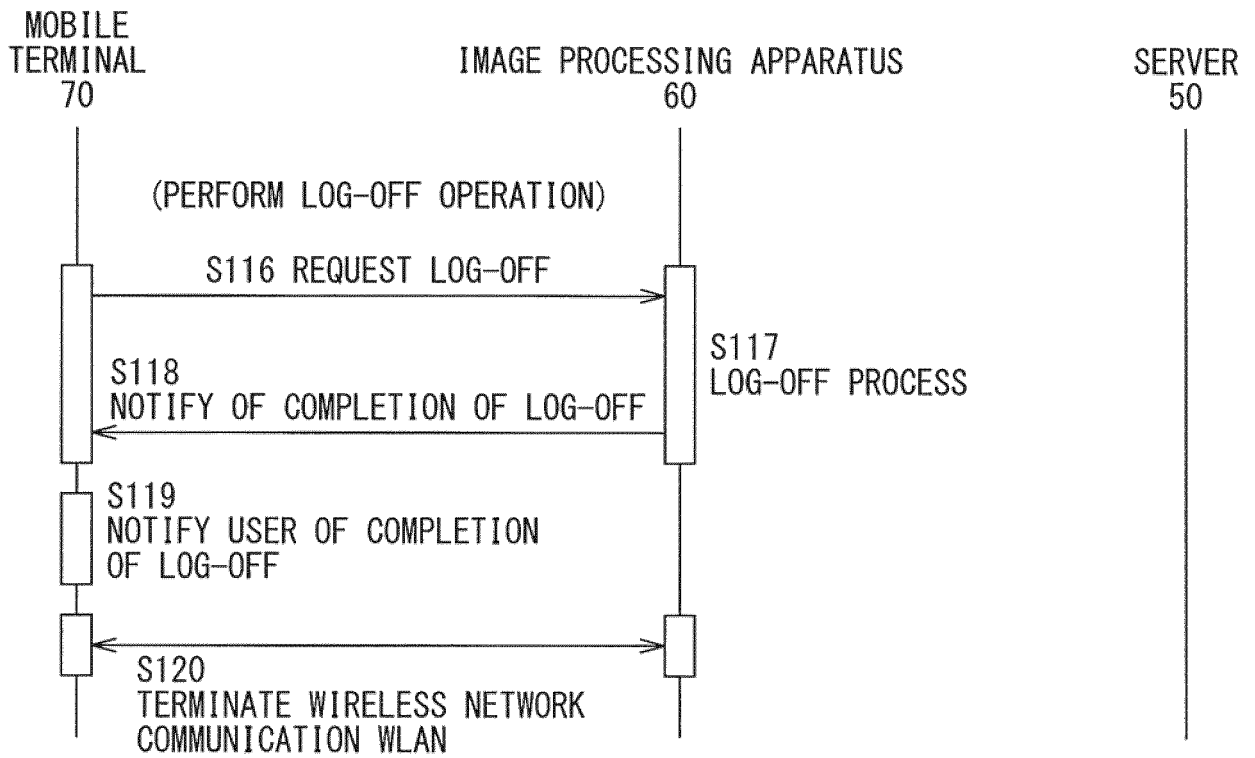 MOBILE
TERMINAL
70
IMAGE PROCESSING APPARATUS
60
SERVER
50
(PERFORM LOG-OFF OPERATION)
S116 REQUEST LOG-OFF
S117
LOG-OFF PROCESS
S118
NOTIFY OF COMPLETION OF LOG-OFF
S119
NOTIFY USER OF COMPLETION
OF LOG-OFF
S120
TERMINATE WIRELESS NETWORK
COMMUNICATION WLAN